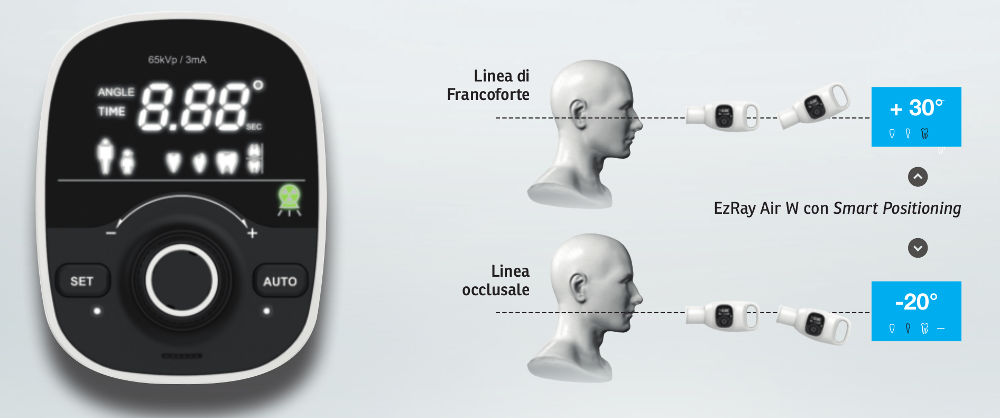 65kVp / 3mA
ANGLE
TIME
8.88°
SEC
− +
SET
AUTO
Linea di
Francoforte
+ 30°
EzRay Air W con Smart Positioning
Linea
occlusale
-20°